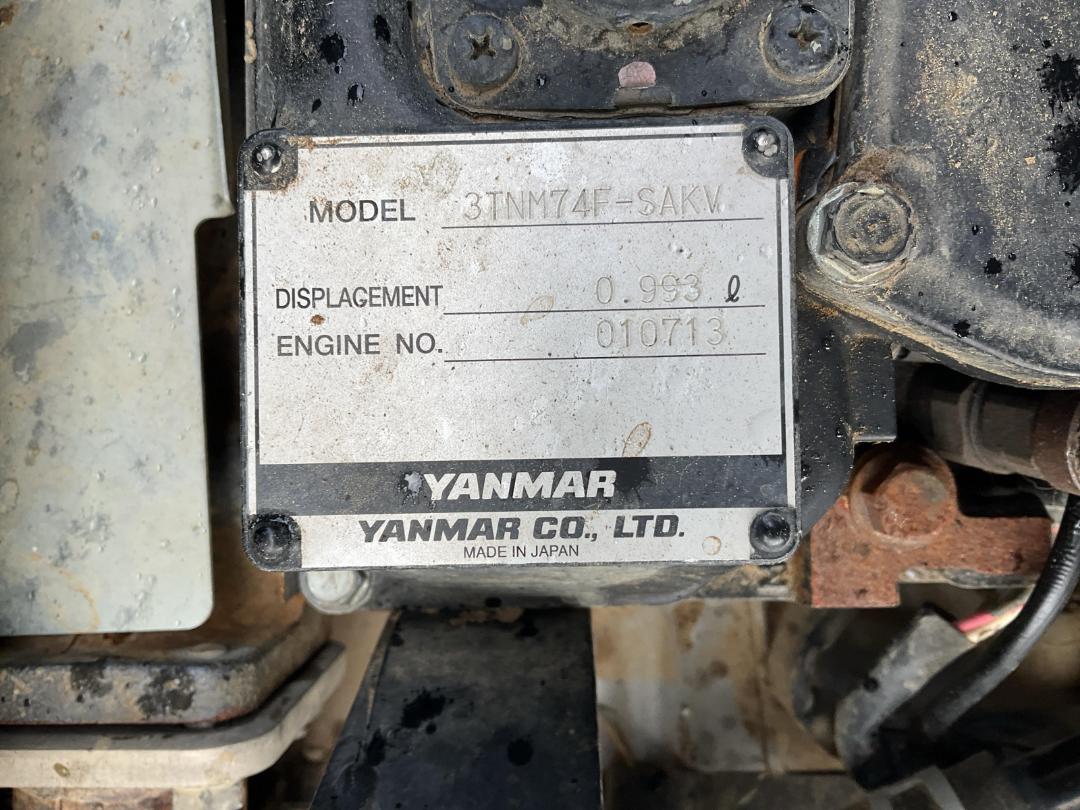 MODEL 3TNM74F-SAKV
DISPLACEMENT 0.993 ℓ
ENGINE NO. 010713
YANMAR
YANMAR CO., LTD.
MADE IN JAPAN